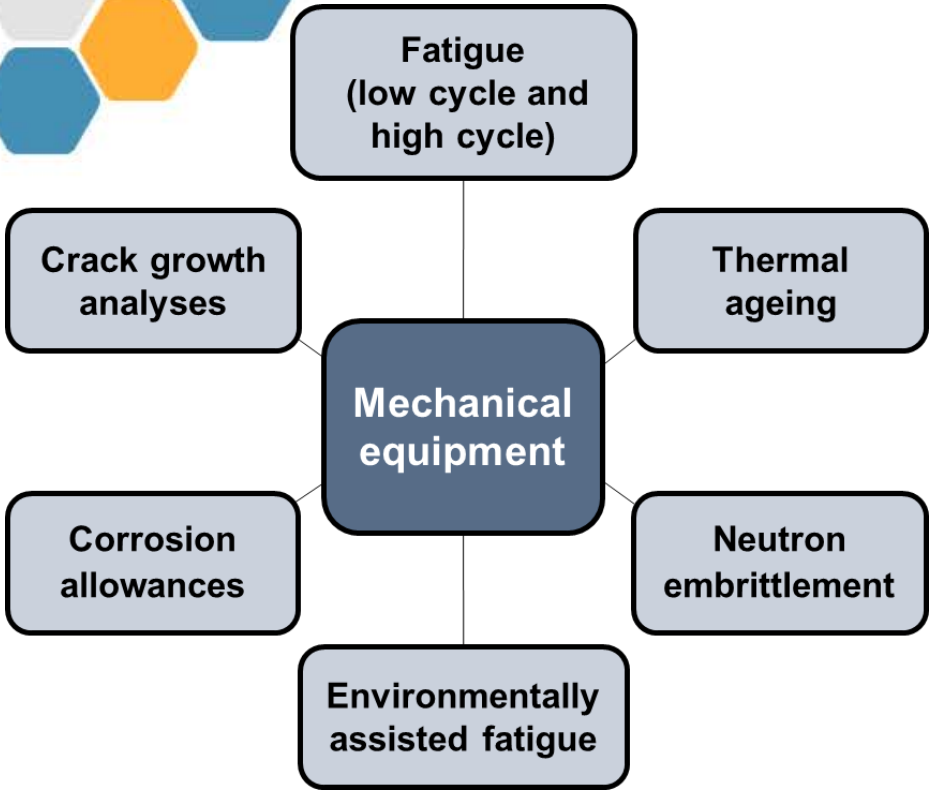 Fatigue
(low cycle and
high cycle)
Crack growth
analyses
Thermal
ageing
Mechanical
equipment
Corrosion
allowances
Neutron
embrittlement
Environmentally
assisted fatigue